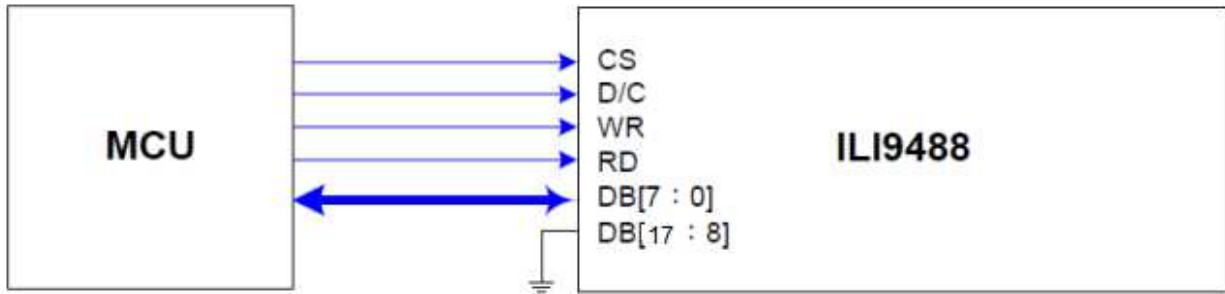 MCU
CS
D/C
WR
RD
DB[7：0]
DB[17：8]
ILI9488